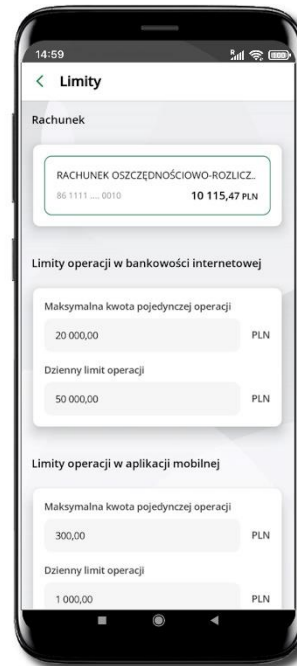 14:59
Limity
Rachunek
RACHUNEK OSZCZĘDNOŚCIOWO-ROZLICZ..
86 1111 .... 0010 10 115,47 PLN
Limity operacji w bankowości internetowej
Maksymalna kwota pojedynczej operacji
20 000,00 PLN
Dzienny limit operacji
50 000,00 PLN
Limity operacji w aplikacji mobilnej
Maksymalna kwota pojedynczej operacji
300,00 PLN
Dzienny limit operacji
1 000,00 PLN